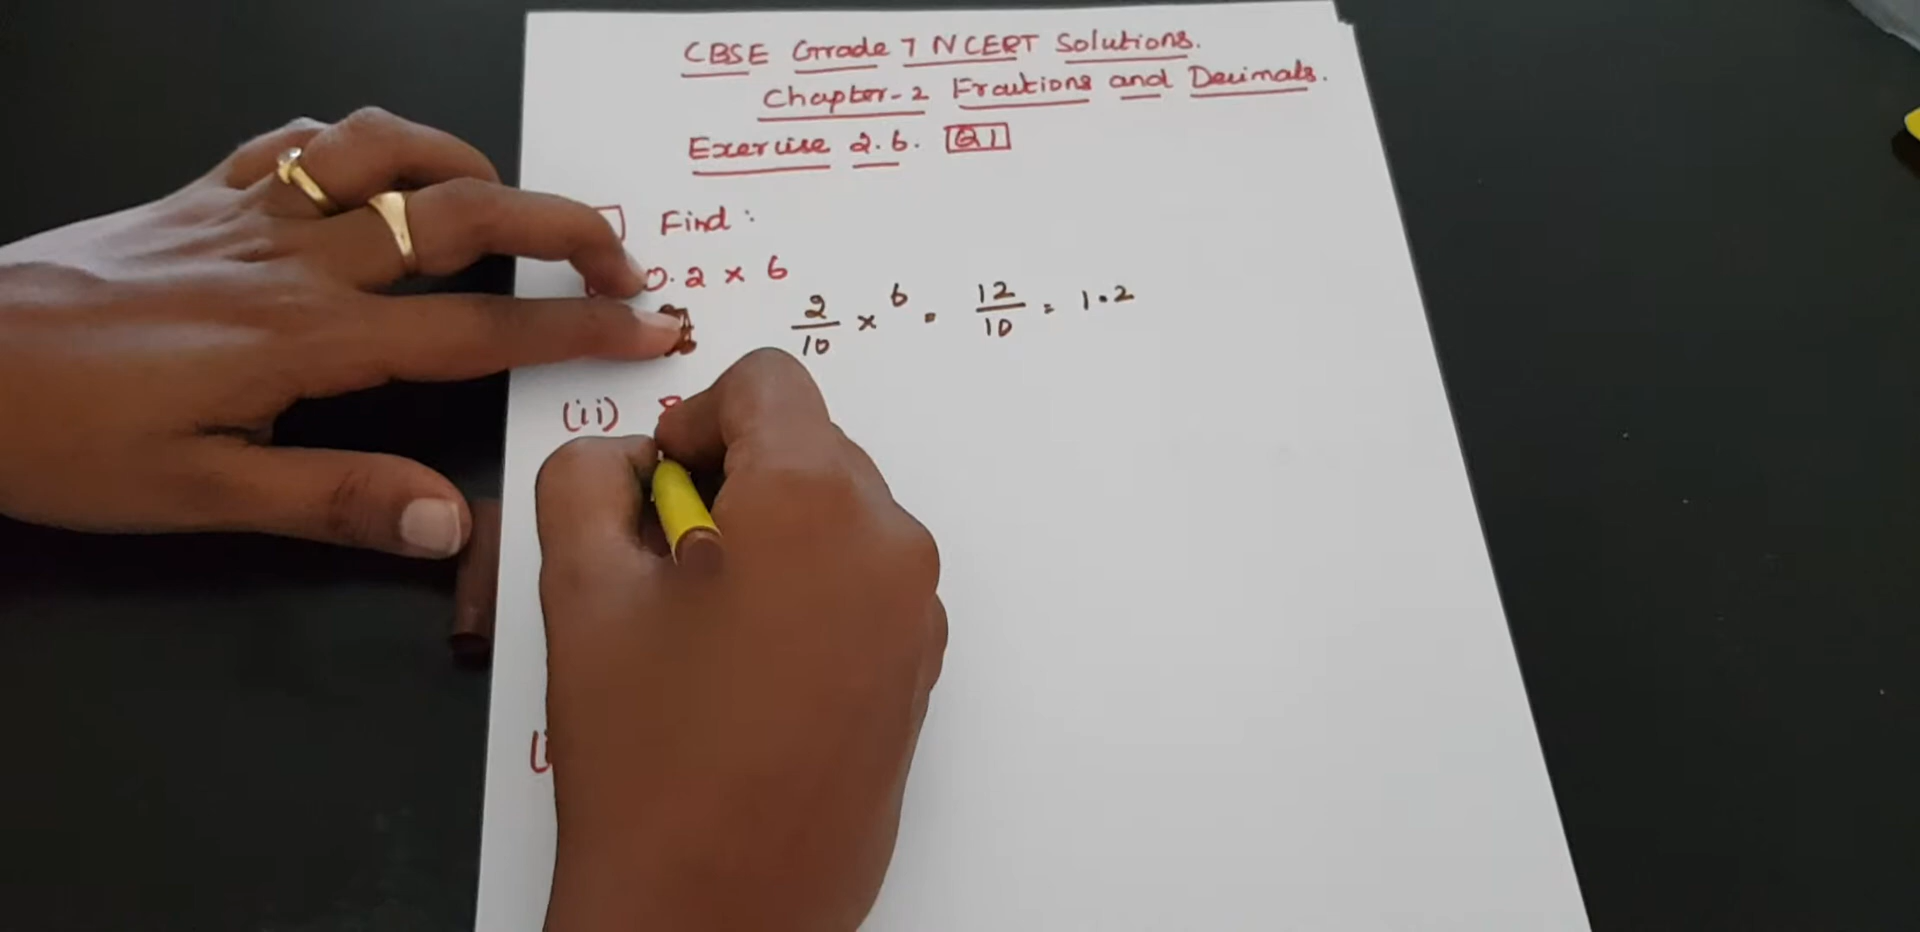 CBSE Grade 7 NCERT Solutions.
Chapter-2 Fractions and Decimals.
Exercise 2.6. Q1
Find :
0.2 × 6
2/10 × 6 = 12/10 = 1.2
(ii) 8